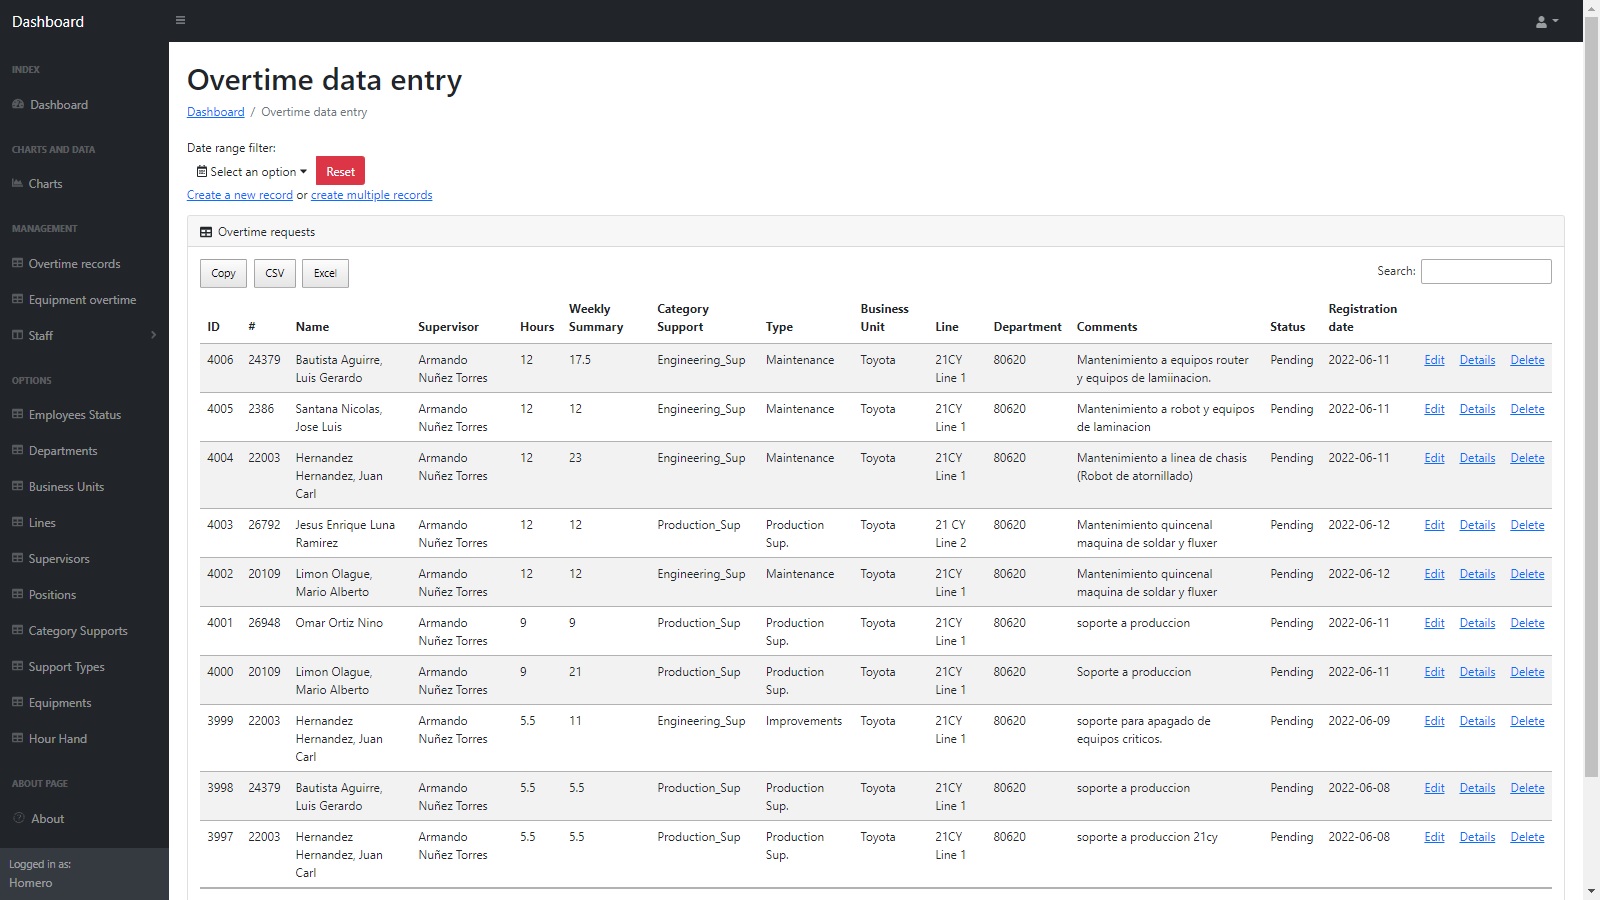 Dashboard
INDEX
Dashboard
CHARTS AND DATA
Charts
MANAGEMENT
Overtime records
Equipment overtime
Staff
OPTIONS
Employees Status
Departments
Business Units
Lines
Supervisors
Positions
Category Supports
Support Types
Equipments
Hour Hand
ABOUT PAGE
About
Logged in as:
Homero
Overtime data entry
Dashboard / Overtime data entry
Date range filter:
Select an option Reset
Create a new record or create multiple records
Overtime requests
Copy CSV Excel Search:
Weekly Category Business Registration
ID # Name Supervisor Hours Summary Support Type Unit Line Department Comments Status date
4006 24379 Bautista Aguirre, Armando 12 17.5 Engineering_Sup Maintenance Toyota 21CY 80620 Mantenimiento a equipos router Pending 2022-06-11 Edit Details Delete
Luis Gerardo Nuñez Torres Line 1 y equipos de lamiinacion.
4005 2386 Santana Nicolas, Armando 12 12 Engineering_Sup Maintenance Toyota 21CY 80620 Mantenimiento a robot y equipos Pending 2022-06-11 Edit Details Delete
Jose Luis Nuñez Torres Line 1 de laminacion
4004 22003 Hernandez Armando 12 23 Engineering_Sup Maintenance Toyota 21CY 80620 Mantenimiento a linea de chasis Pending 2022-06-11 Edit Details Delete
Hernandez, Juan Nuñez Torres Line 1 (Robot de atornillado)
Carl
4003 26792 Jesus Enrique Luna Armando 12 12 Production_Sup Production Toyota 21 CY 80620 Mantenimiento quincenal Pending 2022-06-12 Edit Details Delete
Ramirez Nuñez Torres Sup. Line 2 maquina de soldar y fluxer
4002 20109 Limon Olague, Armando 12 12 Engineering_Sup Maintenance Toyota 21CY 80620 Mantenimiento quincenal Pending 2022-06-12 Edit Details Delete
Mario Alberto Nuñez Torres Line 1 maquina de soldar y fluxer
4001 26948 Omar Ortiz Nino Armando 9 9 Production_Sup Production Toyota 21CY 80620 soporte a produccion Pending 2022-06-11 Edit Details Delete
Nuñez Torres Sup. Line 1
4000 20109 Limon Olague, Armando 9 21 Production_Sup Production Toyota 21CY 80620 Soporte a produccion Pending 2022-06-11 Edit Details Delete
Mario Alberto Nuñez Torres Sup. Line 1
3999 22003 Hernandez Armando 5.5 11 Engineering_Sup Improvements Toyota 21CY 80620 soporte para apagado de Pending 2022-06-09 Edit Details Delete
Hernandez, Juan Nuñez Torres Line 1 equipos criticos.
Carl
3998 24379 Bautista Aguirre, Armando 5.5 5.5 Production_Sup Production Toyota 21CY 80620 soporte a produccion Pending 2022-06-08 Edit Details Delete
Luis Gerardo Nuñez Torres Sup. Line 1
3997 22003 Hernandez Armando 5.5 5.5 Production_Sup Production Toyota 21CY 80620 soporte a produccion 21cy Pending 2022-06-08 Edit Details Delete
Hernandez, Juan Nuñez Torres Sup. Line 1
Carl